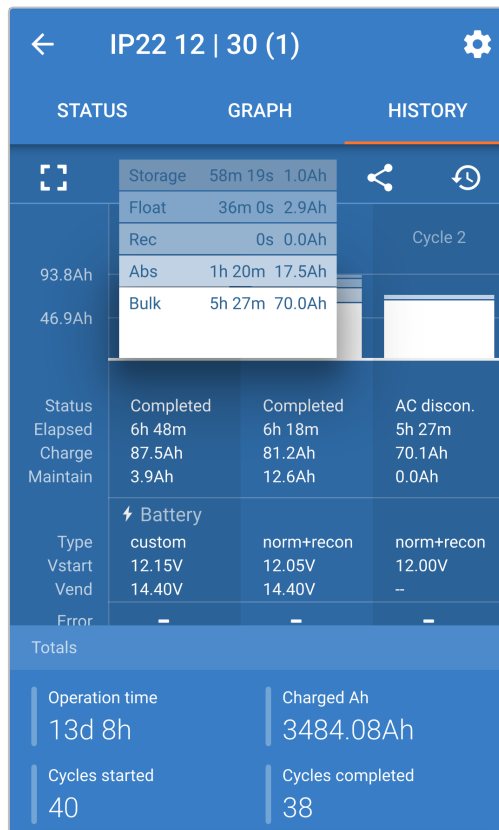 IP22 12 | 30 (1)
STATUS GRAPH HISTORY
Storage 58m 19s 1.0Ah
Float 36m 0s 2.9Ah
Rec 0s 0.0Ah
Abs 1h 20m 17.5Ah
Bulk 5h 27m 70.0Ah
Cycle 2
93.8Ah
46.9Ah
Status Completed Completed AC discon.
Elapsed 6h 48m 6h 18m 5h 27m
Charge 87.5Ah 81.2Ah 70.1Ah
Maintain 3.9Ah 12.6Ah 0.0Ah
Battery
Type custom norm+recon norm+recon
Vstart 12.15V 12.05V 12.00V
Vend 14.40V 14.40V --
Error - - -
Totals
Operation time Charged Ah
13d 8h 3484.08Ah
Cycles started Cycles completed
40 38